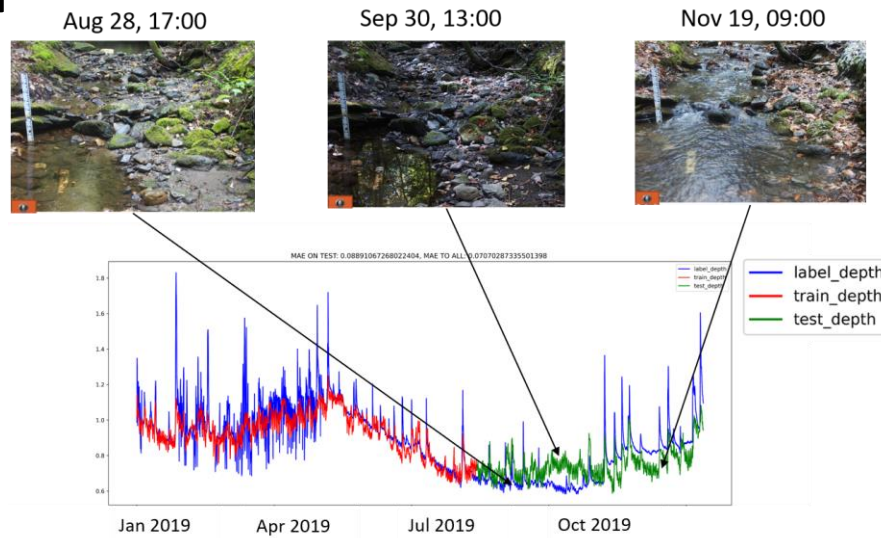 Aug 28, 17:00
Sep 30, 13:00
Nov 19, 09:00
MAE ON TEST: 0.08891067268022404, MAE TO ALL: 0.07070287335501398
label_depth
train_depth
test_depth
label_depth
train_depth
test_depth
1.8
1.6
1.4
1.2
1.0
0.8
0.6
Jan 2019
Apr 2019
Jul 2019
Oct 2019